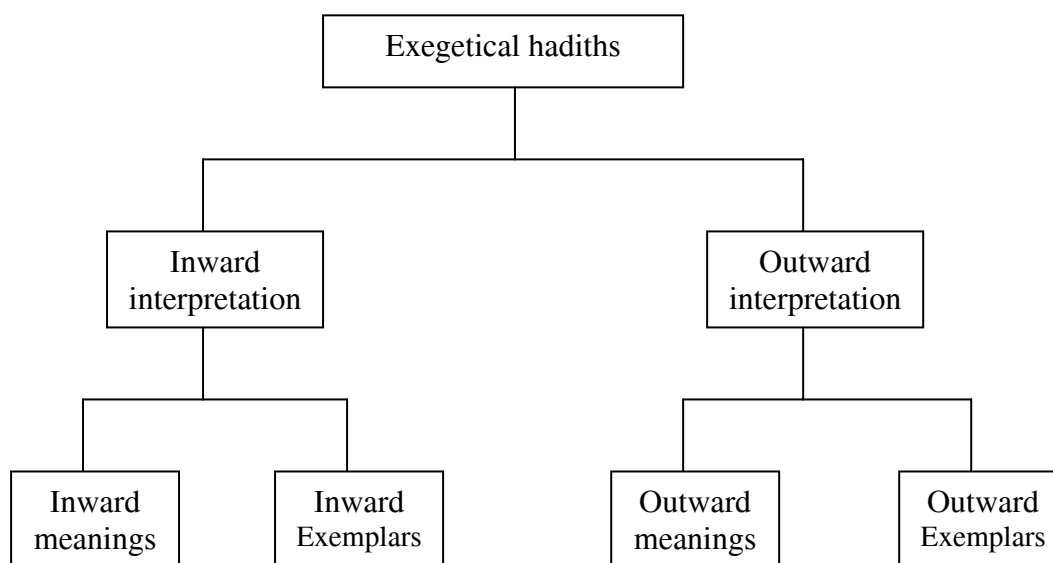 Exegetical hadiths
Inward
interpretation
Outward
interpretation
Inward
meanings
Inward
Exemplars
Outward
meanings
Outward
Exemplars